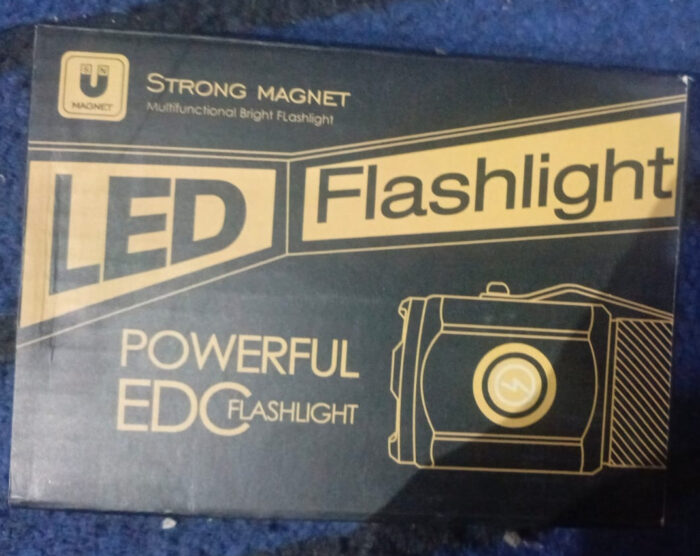 S N
MAGNET
STRONG MAGNET
Multifunctional Bright FLashlight
LED Flashlight
POWERFUL
EDC FLASHLIGHT